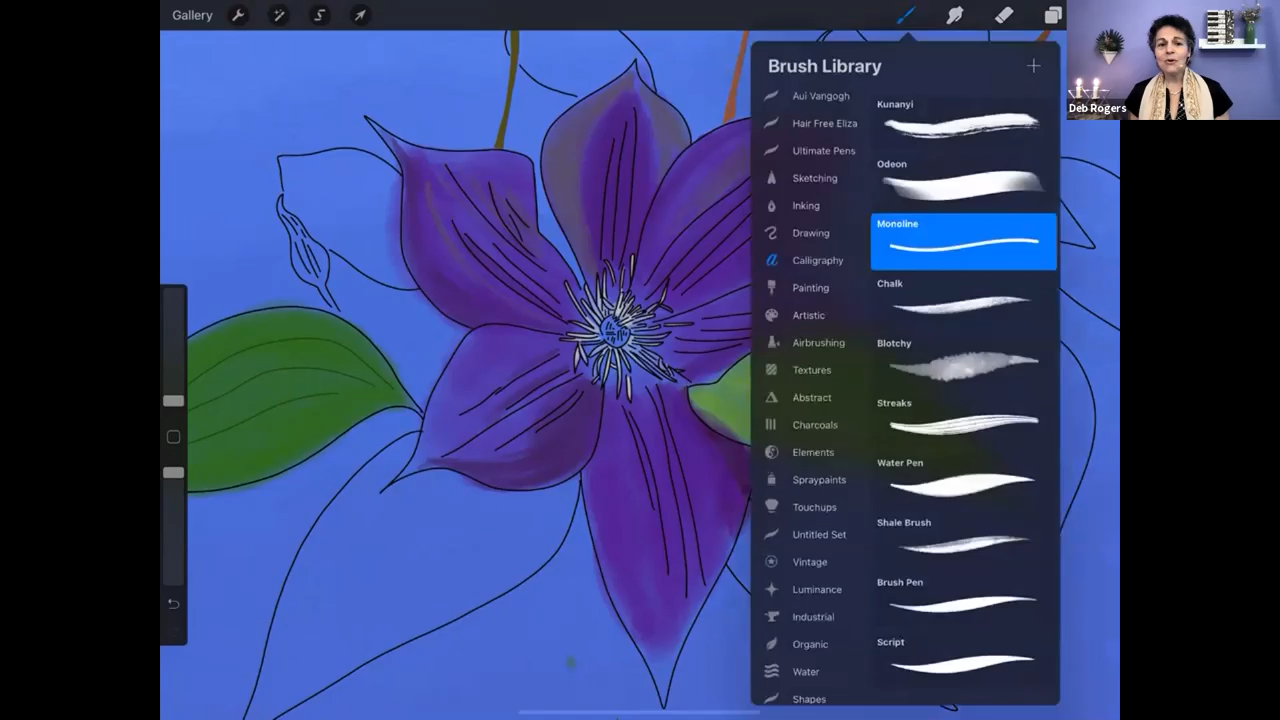 Gallery
Deb Rogers
Brush Library
Aui Vangogh
Hair Free Eliza
Ultimate Pens
Sketching
Inking
Drawing
Calligraphy
Painting
Artistic
Airbrushing
Textures
Abstract
Charcoals
Elements
Spraypaints
Touchups
Untitled Set
Vintage
Luminance
Industrial
Organic
Water
Shapes
Kunanyi
Odeon
Monoline
Chalk
Blotchy
Streaks
Water Pen
Shale Brush
Brush Pen
Script